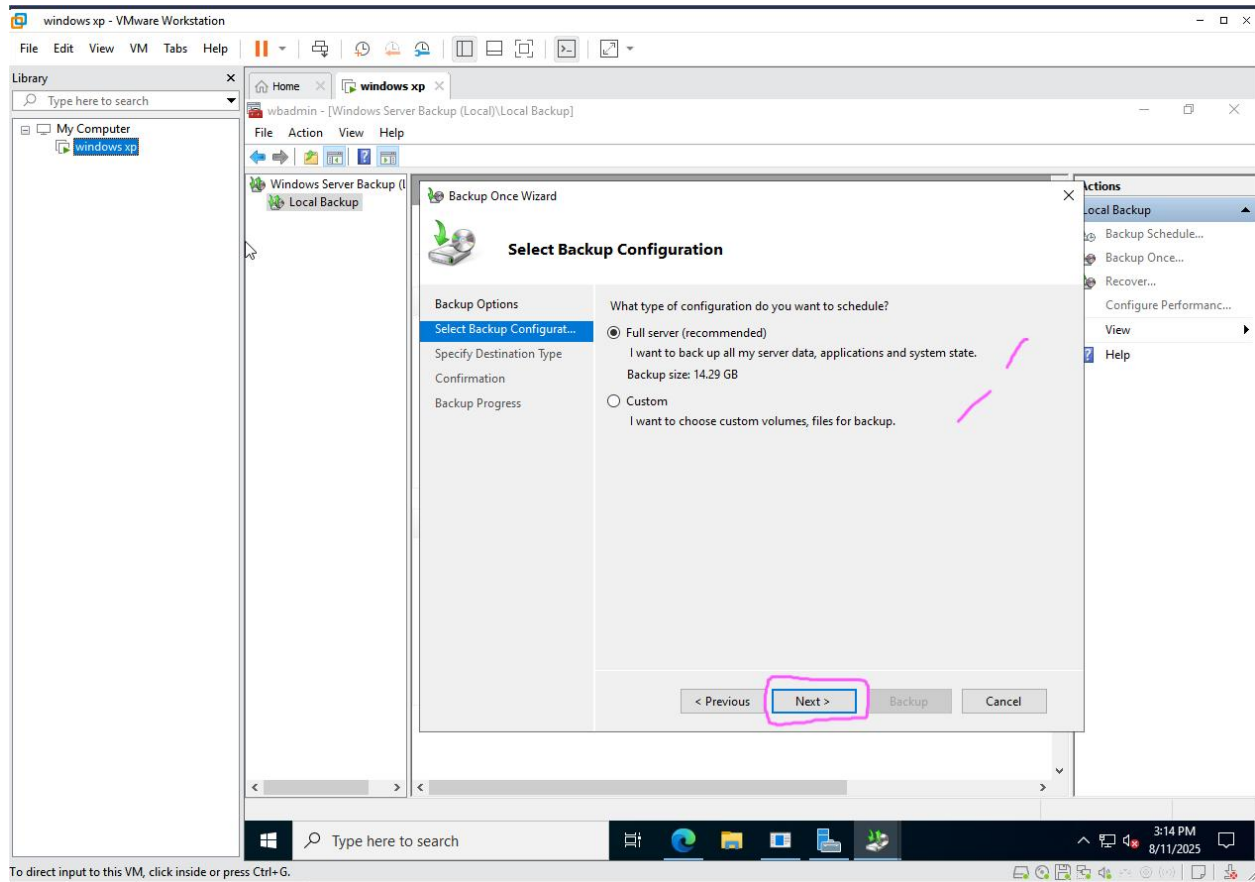 windows xp - VMware Workstation
File Edit View VM Tabs Help
Library
Type here to search
My Computer
windows xp
Home
windows xp
wbadmin - [Windows Server Backup (Local)\Local Backup]
File Action View Help
Windows Server Backup (L
Local Backup
Backup Once Wizard
Select Backup Configuration
Backup Options
Select Backup Configurat...
Specify Destination Type
Confirmation
Backup Progress
What type of configuration do you want to schedule?
Full server (recommended)
I want to back up all my server data, applications and system state.
Backup size: 14.29 GB
Custom
I want to choose custom volumes, files for backup.
< Previous
Next >
Backup
Cancel
Actions
Local Backup
Backup Schedule...
Backup Once...
Recover...
Configure Performanc...
View
Help
Type here to search
3:14 PM
8/11/2025
To direct input to this VM, click inside or press Ctrl+G.